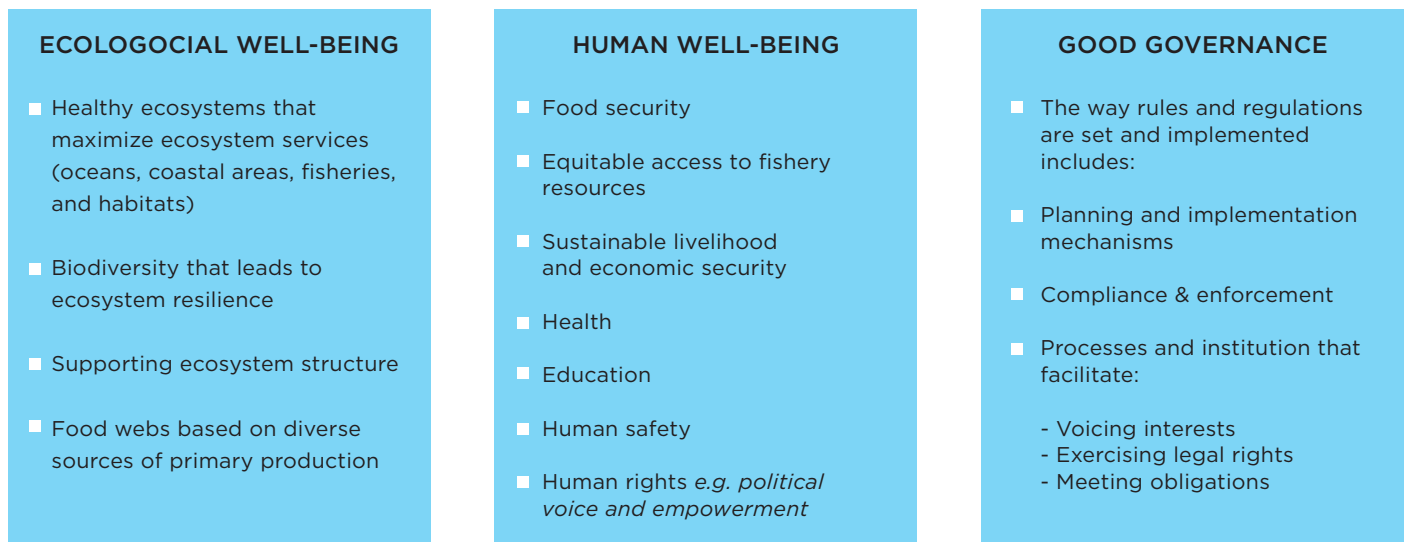 ECOLOGOCIAL WELL-BEING
Healthy ecosystems that
maximize ecosystem services
(oceans, coastal areas, fisheries,
and habitats)
Biodiversity that leads to
ecosystem resilience
Supporting ecosystem structure
Food webs based on diverse
sources of primary production
HUMAN WELL-BEING
Food security
Equitable access to fishery
resources
Sustainable livelihood
and economic security
Health
Education
Human safety
Human rights e.g. political
voice and empowerment
GOOD GOVERNANCE
The way rules and regulations
are set and implemented
includes:
Planning and implementation
mechanisms
Compliance & enforcement
Processes and institution that
facilitate:
- Voicing interests
- Exercising legal rights
- Meeting obligations